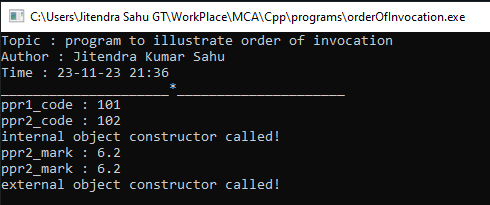 C:\Users\Jitendra Sahu GT\WorkPlace\MCA\Cpp\programs\orderOfInvocation.exe
Topic : program to illustrate order of invocation
Author : Jitendra Kumar Sahu
Time : 23-11-23 21:36
_____________________*_____________________
ppr1_code : 101
ppr2_code : 102
internal object constructor called!
ppr2_mark : 6.2
ppr2_mark : 6.2
external object constructor called!